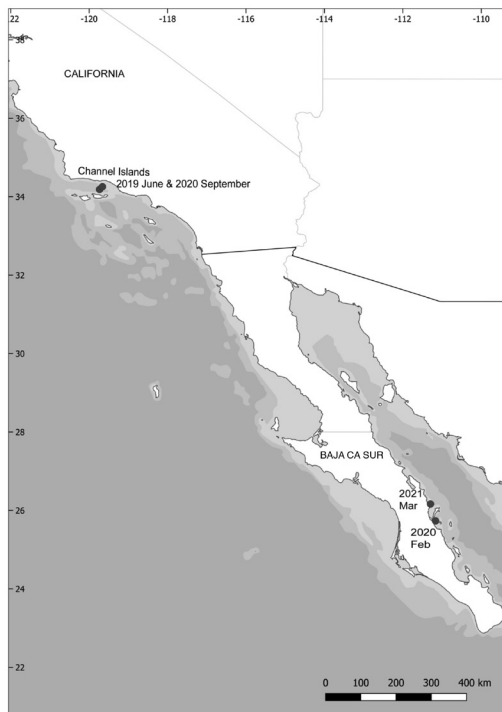 -122 -120 -118 -116 -114 -112 -110
38
CALIFORNIA
36
Channel Islands
2019 June & 2020 September
34
32
30
28
BAJA CA SUR
2021
Mar
26
2020
Feb
24
22
0 100 200 300 400 km